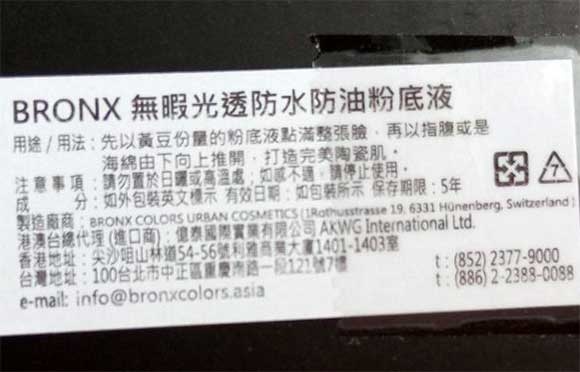 BRONX 無暇光透防水防油粉底液
用途 / 用法：先以黃豆份量的粉底液點滿整張臉，再以指腹或是
海綿由下向上推開，打造完美陶瓷肌。
注意事項：請勿置於日曬或高溫處；如感不適，請停止使用。
成 分：如外包裝英文標示 有效日期：如包裝所示 保存期限：5年
製造廠商：BRONX COLORS URBAN COSMETICS (Rothusstrasse 19, 6331 Hünenberg, Switzerland)
港澳台總代理 (進口商)：億泰國際實業有限公司 AKWG International Ltd.
香港地址：尖沙咀山林道54-56號利雅商業大廈1401-1403室 t : (852) 2377-9000
台灣地址：100台北市中正區重慶南路一段121號7樓 t : (886) 2-2388-0088
e-mail: info@bronxcolors.asia
7